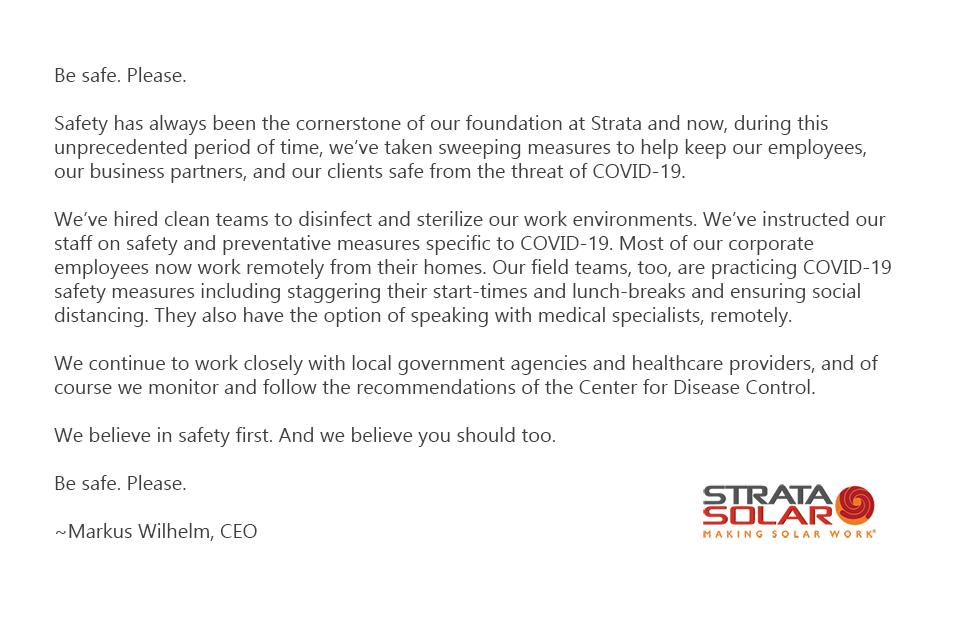 Be safe. Please.
Safety has always been the cornerstone of our foundation at Strata and now, during this
unprecedented period of time, we’ve taken sweeping measures to help keep our employees,
our business partners, and our clients safe from the threat of COVID-19.
We’ve hired clean teams to disinfect and sterilize our work environments. We’ve instructed our
staff on safety and preventative measures specific to COVID-19. Most of our corporate
employees now work remotely from their homes. Our field teams, too, are practicing COVID-19
safety measures including staggering their start-times and lunch-breaks and ensuring social
distancing. They also have the option of speaking with medical specialists, remotely.
We continue to work closely with local government agencies and healthcare providers, and of
course we monitor and follow the recommendations of the Center for Disease Control.
We believe in safety first. And we believe you should too.
Be safe. Please.
~Markus Wilhelm, CEO
STRATA
SOLAR
MAKING SOLAR WORK®